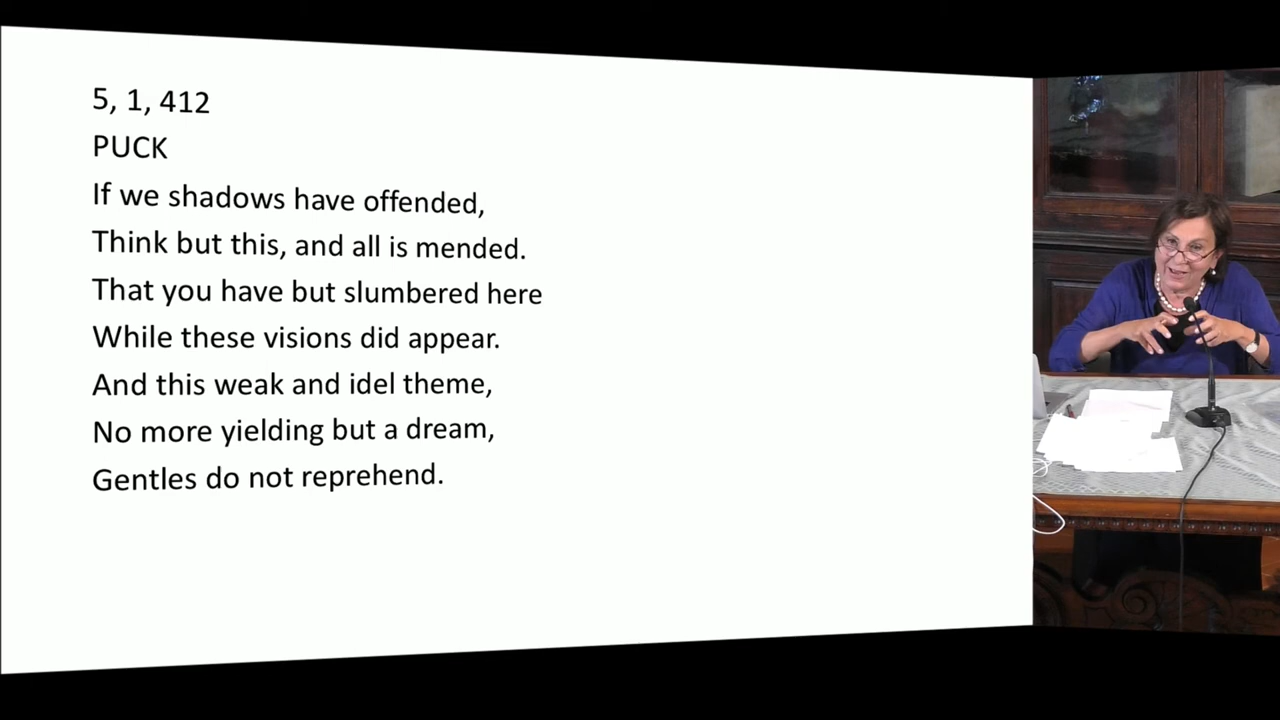 5, 1, 412
PUCK
If we shadows have offended,
Think but this, and all is mended.
That you have but slumbered here
While these visions did appear.
And this weak and idel theme,
No more yielding but a dream,
Gentles do not reprehend.